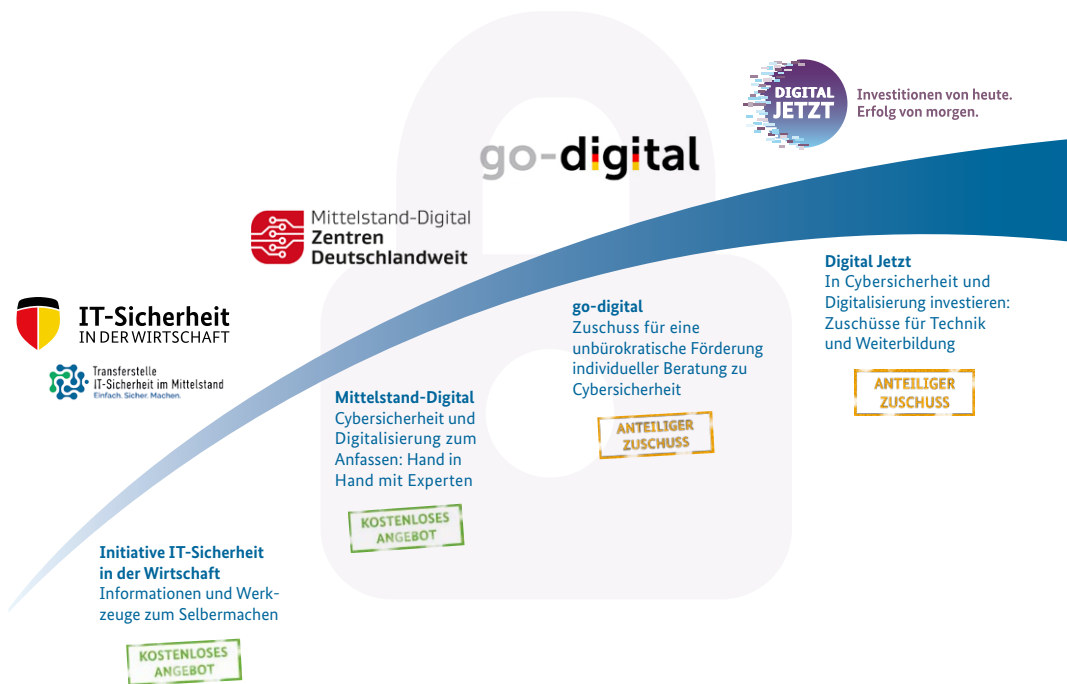 DIGITAL
JETZT
Investitionen von heute.
Erfolg von morgen.
go-digital
Mittelstand-Digital
Zentren
Deutschlandweit
IT-Sicherheit
IN DER WIRTSCHAFT
Transferstelle
IT-Sicherheit im Mittelstand
Einfach. Sicher. Machen.
Digital Jetzt
In Cybersicherheit und
Digitalisierung investieren:
Zuschüsse für Technik
und Weiterbildung
ANTEILIGER
ZUSCHUSS
go-digital
Zuschuss für eine
unbürokratische Förderung
individueller Beratung zu
Cybersicherheit
ANTEILIGER
ZUSCHUSS
Mittelstand-Digital
Cybersicherheit und
Digitalisierung zum
Anfassen: Hand in
Hand mit Experten
KOSTENLOSES
ANGEBOT
Initiative IT-Sicherheit
in der Wirtschaft
Informationen und Werk-
zeuge zum Selbermachen
KOSTENLOSES
ANGEBOT